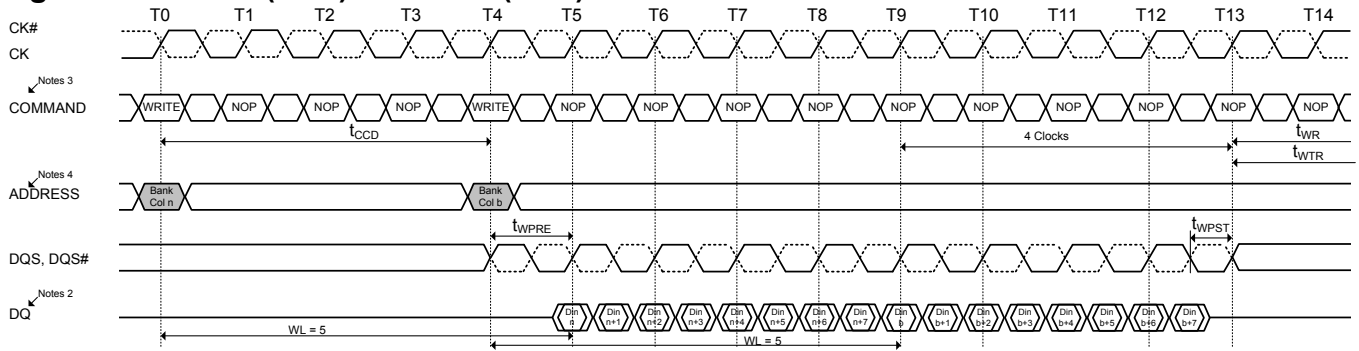 T0 T1 T2 T3 T4 T5 T6 T7 T8 T9 T10 T11 T12 T13 T14
CK#
CK
Notes 3
COMMAND WRITE NOP NOP NOP WRITE NOP NOP NOP NOP NOP NOP NOP NOP NOP NOP
tCCD 4 Clocks tWR
tWTR
Notes 4
ADDRESS Bank Col n Bank Col b
tWPRE tWPST
DQS, DQS#
Notes 2
DQ Din n Din n+1 Din n+2 Din n+3 Din n+4 Din n+5 Din n+6 Din n+7 Din b Din b+1 Din b+2 Din b+3 Din b+4 Din b+5 Din b+6 Din b+7
WL = 5 WL = 5